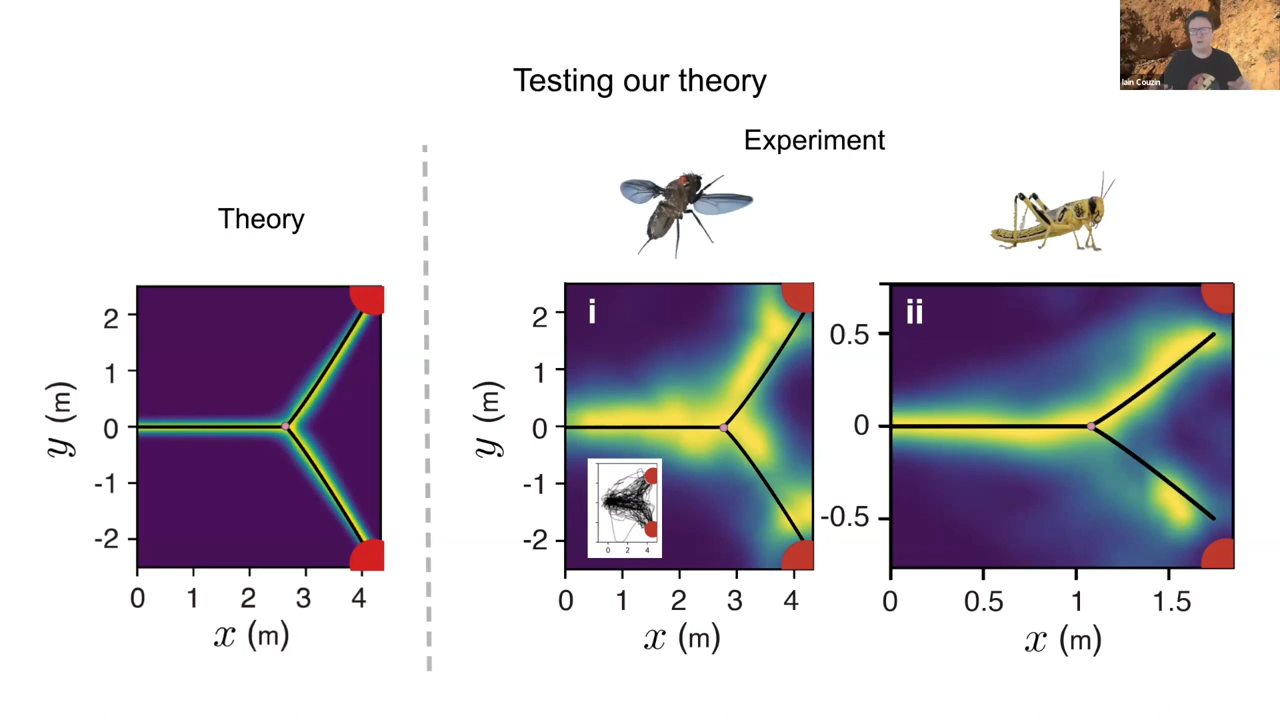 Testing our theory
Iain Couzin
Experiment
Theory
2
1
0
-1
-2
y (m)
0 1 2 3 4
x (m)
i
2
1
0
-1
-2
y (m)
0 2 4
0 1 2 3 4
x (m)
ii
0.5
0
-0.5
0 0.5 1 1.5
x (m)